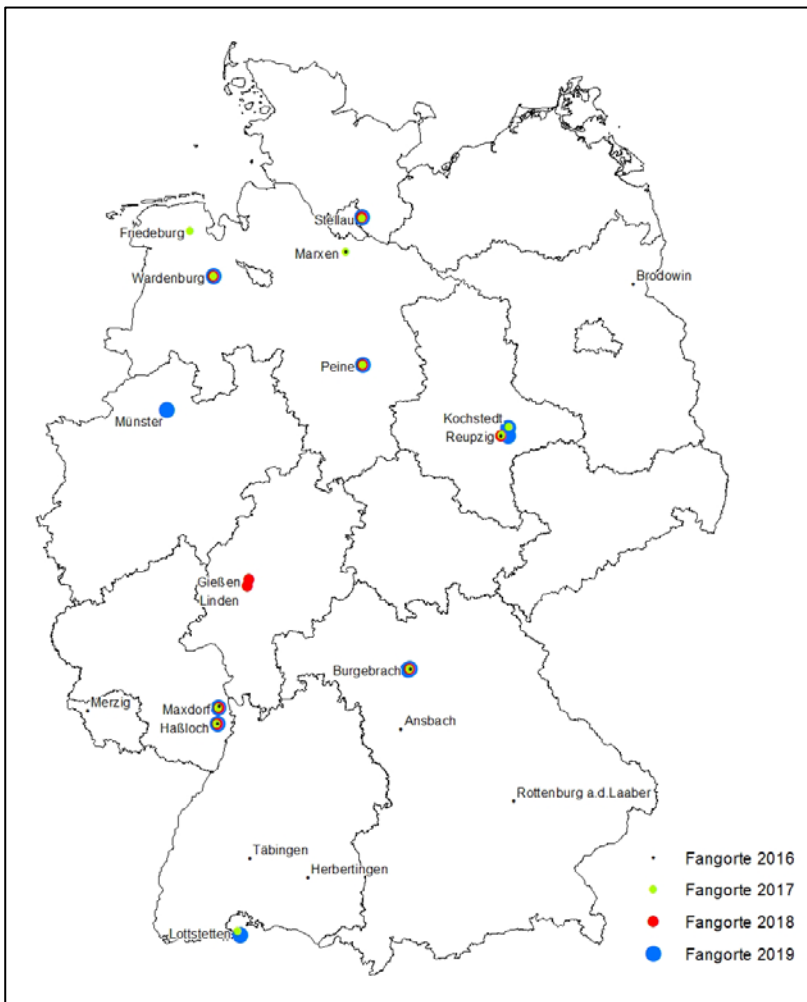 Stellau
Friedeburg
Marxen
Wardenburg
Brodowin
Peine
Münster
Kochstedt
Reupzig
Gießen
Linden
Burgebrach
Merzig
Maxdorf
Haßloch
Ansbach
Rottenburg a.d.Laaber
Täbingen
Herbertingen
Lottstetten
Fangorte 2016
Fangorte 2017
Fangorte 2018
Fangorte 2019